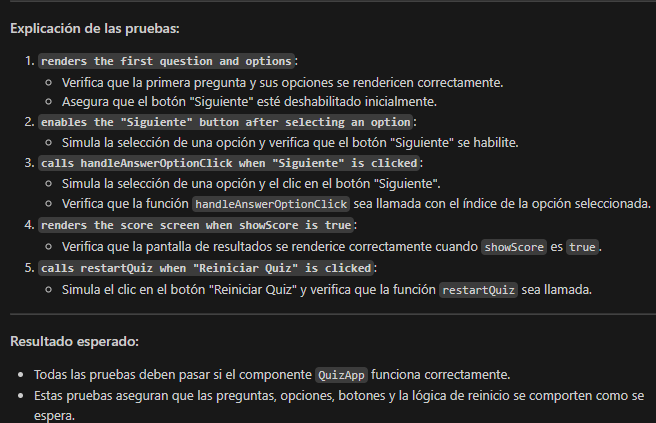 Explicación de las pruebas:
1. renders the first question and options:
Verifica que la primera pregunta y sus opciones se rendericen correctamente.
Asegura que el botón "Siguiente" esté deshabilitado inicialmente.
2. enables the "Siguiente" button after selecting an option:
Simula la selección de una opción y verifica que el botón "Siguiente" se habilite.
3. calls handleAnswerOptionClick when "Siguiente" is clicked:
Simula la selección de una opción y el clic en el botón "Siguiente".
Verifica que la función handleAnswerOptionClick sea llamada con el índice de la opción seleccionada.
4. renders the score screen when showScore is true:
Verifica que la pantalla de resultados se renderice correctamente cuando showScore es true.
5. calls restartQuiz when "Reiniciar Quiz" is clicked:
Simula el clic en el botón "Reiniciar Quiz" y verifica que la función restartQuiz sea llamada.
Resultado esperado:
Todas las pruebas deben pasar si el componente QuizApp funciona correctamente.
Estas pruebas aseguran que las preguntas, opciones, botones y la lógica de reinicio se comporten como se
espera.